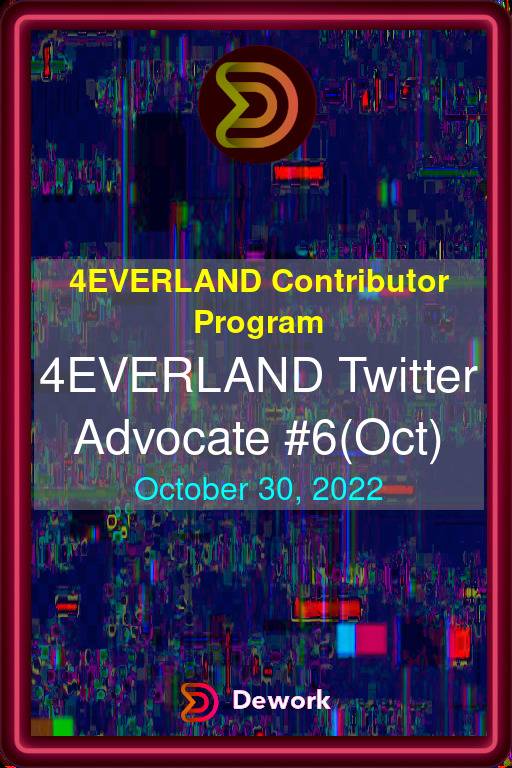 4EVERLAND Contributor
Program
4EVERLAND Twitter
Advocate #6(Oct)
October 30, 2022
Dework